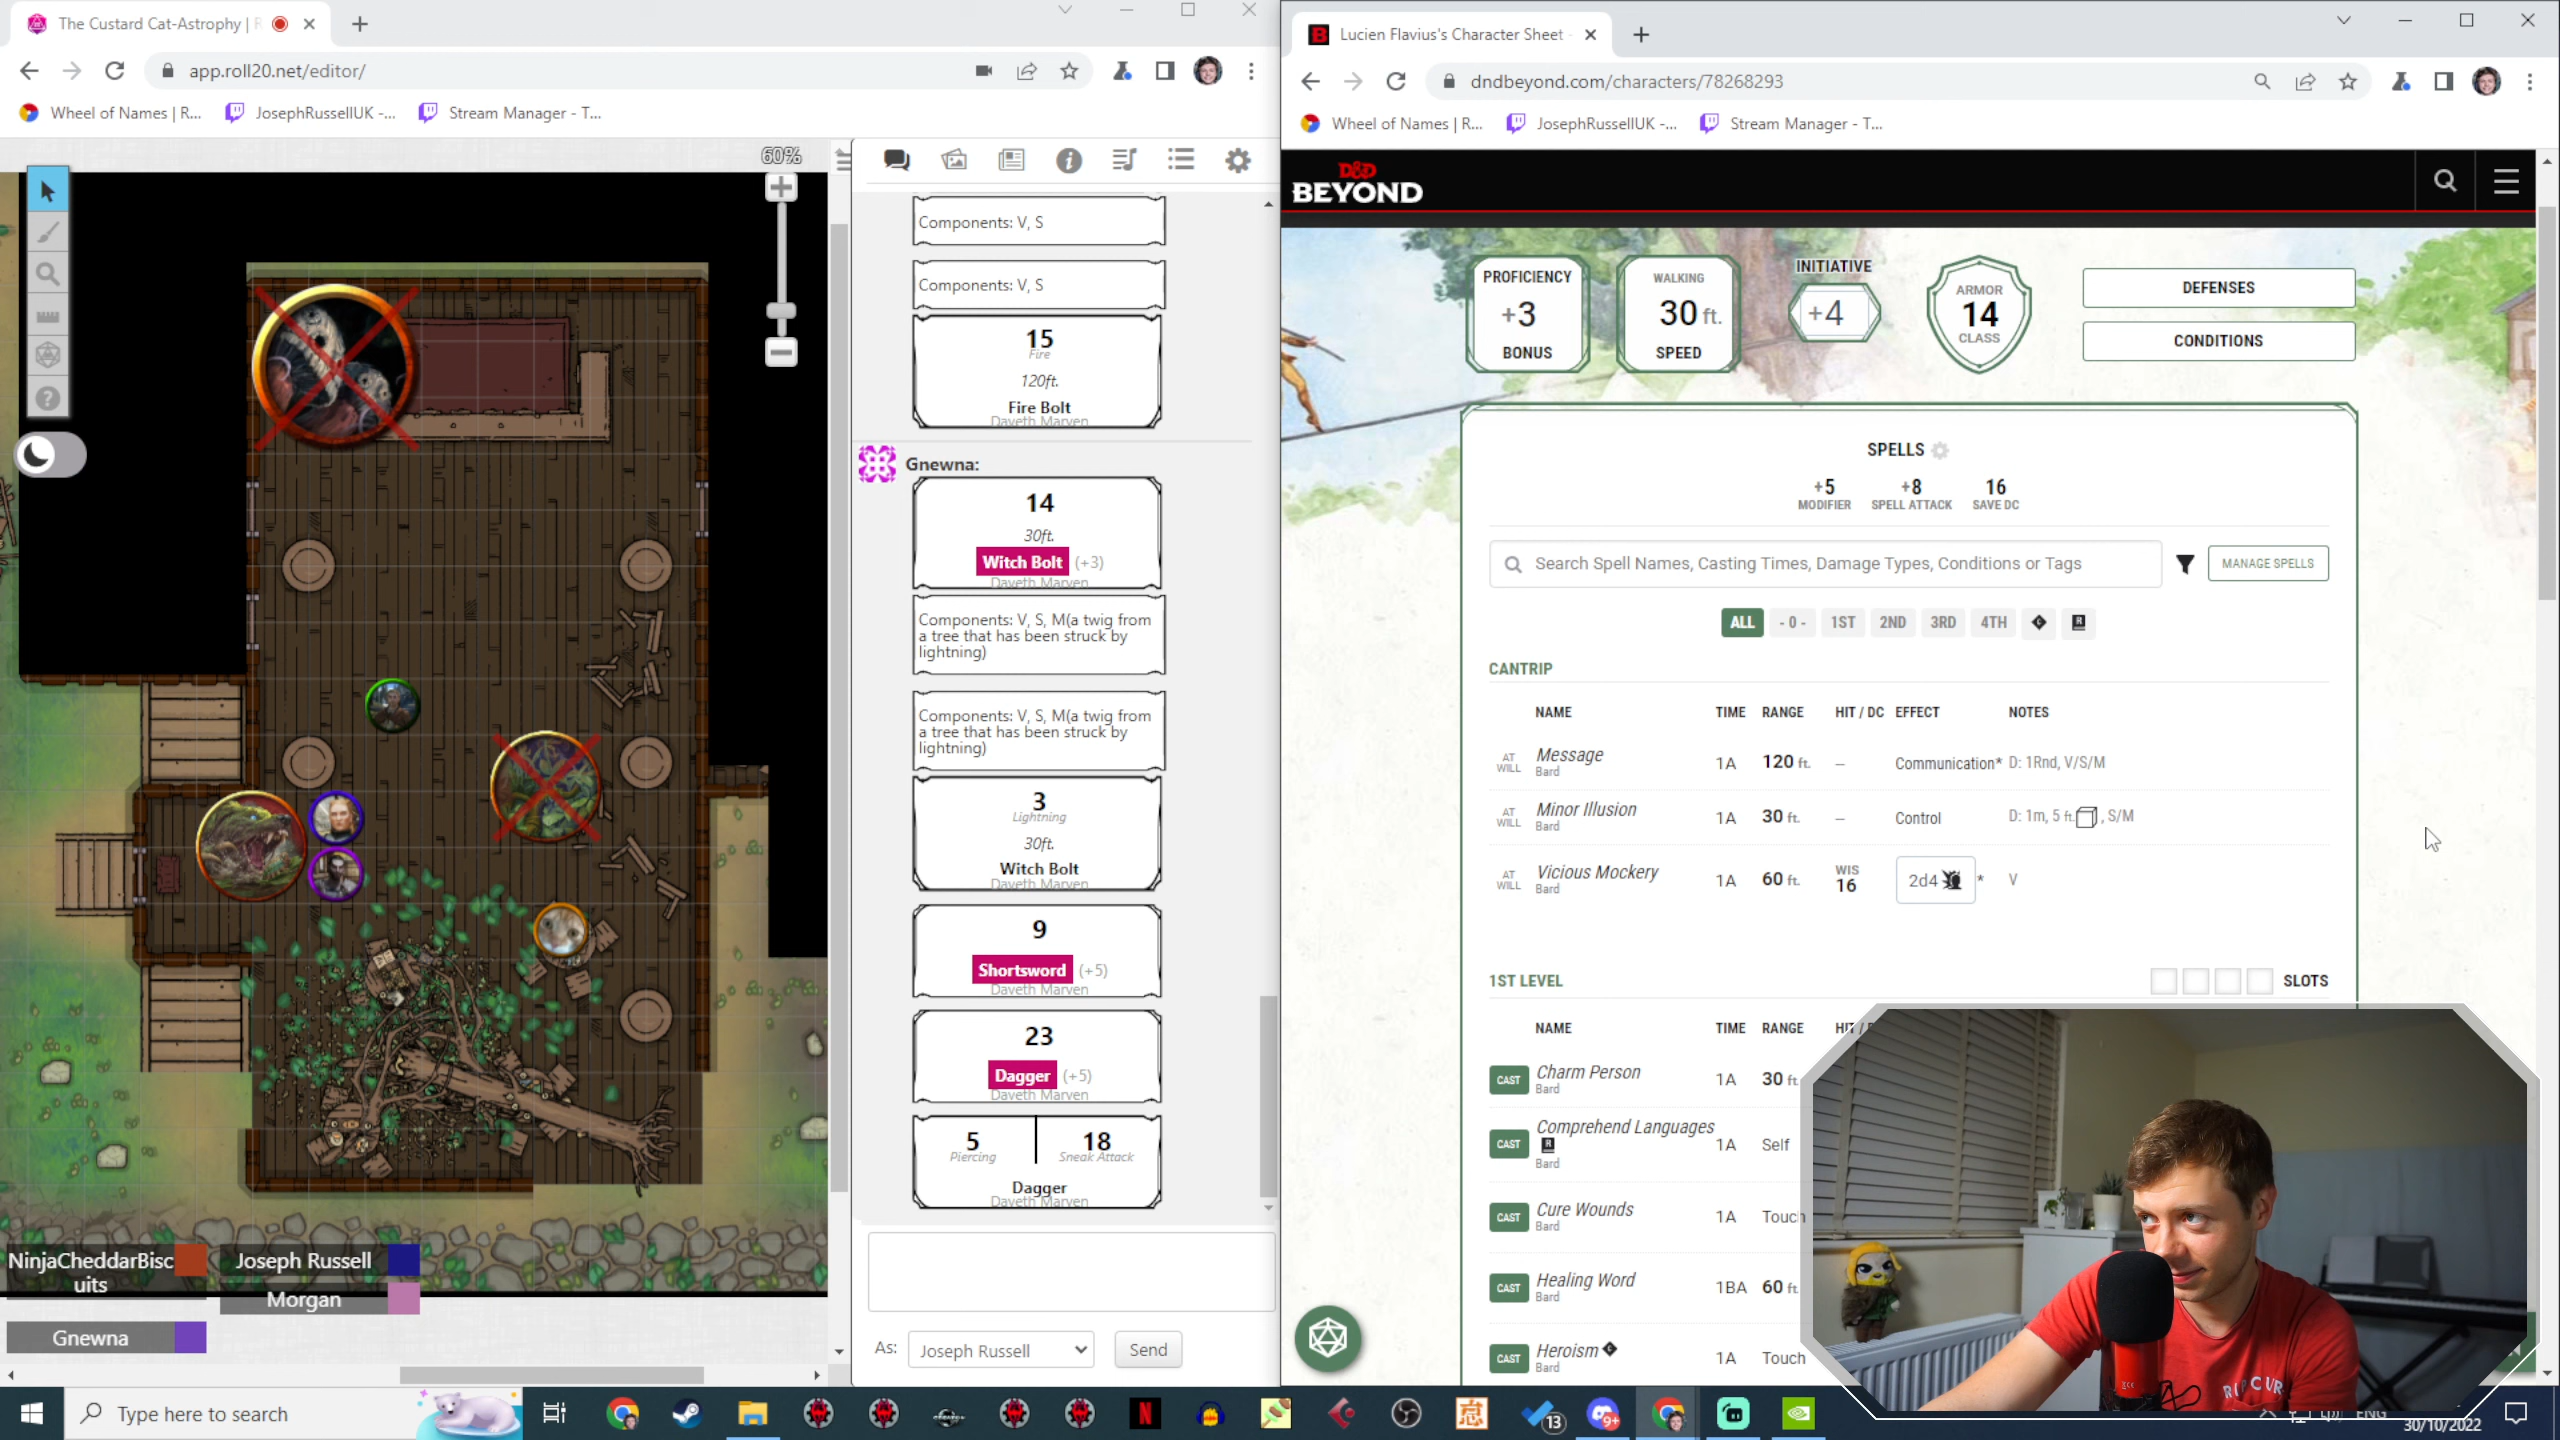 The Custard Cat-Astrophy |
app.roll20.net/editor/
Wheel of Names | R...
JosephRussellUK -...
Stream Manager - T...
60%
NinjaCheddarBisc
uits
Joseph Russell
Morgan
Gnewna
Components: V, S
Components: V, S
15
Fire
120ft.
Fire Bolt
Daveth Marven
Gnewna:
14
30ft.
Witch Bolt (+3)
Daveth Marven
Components: V, S, M(a twig from
a tree that has been struck by
lightning)
Components: V, S, M(a twig from
a tree that has been struck by
lightning)
3
Lightning
30ft.
Witch Bolt
Daveth Marven
9
Shortsword (+5)
Daveth Marven
23
Dagger (+5)
Daveth Marven
5 18
Piercing Sneak Attack
Dagger
Daveth Marven
As: Joseph Russell Send
Lucien Flavius's Character Sheet -
dndbeyond.com/characters/78268293
Wheel of Names | R...
JosephRussellUK -...
Stream Manager - T...
D&D
BEYOND
PROFICIENCY
+3
BONUS
WALKING
30 ft.
SPEED
INITIATIVE
+4
ARMOR
14
CLASS
DEFENSES
CONDITIONS
SPELLS
+5 +8 16
MODIFIER SPELL ATTACK SAVE DC
Search Spell Names, Casting Times, Damage Types, Conditions or Tags
MANAGE SPELLS
ALL - 0 - 1ST 2ND 3RD 4TH
CANTRIP
NAME TIME RANGE HIT / DC EFFECT NOTES
AT WILL Message 1A 120 ft. – Communication* D: 1Rnd, V/S/M
Bard
AT WILL Minor Illusion 1A 30 ft. – Control D: 1m, 5 ft. , S/M
Bard
AT WILL Vicious Mockery 1A 60 ft. WIS 16 2d4 * V
Bard
1ST LEVEL SLOTS
NAME TIME RANGE
CAST Charm Person 1A 30 ft.
Bard
CAST Comprehend Languages 1A Self
R
Bard
CAST Cure Wounds 1A Touch
Bard
CAST Healing Word 1BA 60 ft.
Bard
CAST Heroism 1A Touch
Bard
RIP CUR
Type here to search
13
9+
ENG
30/10/2022